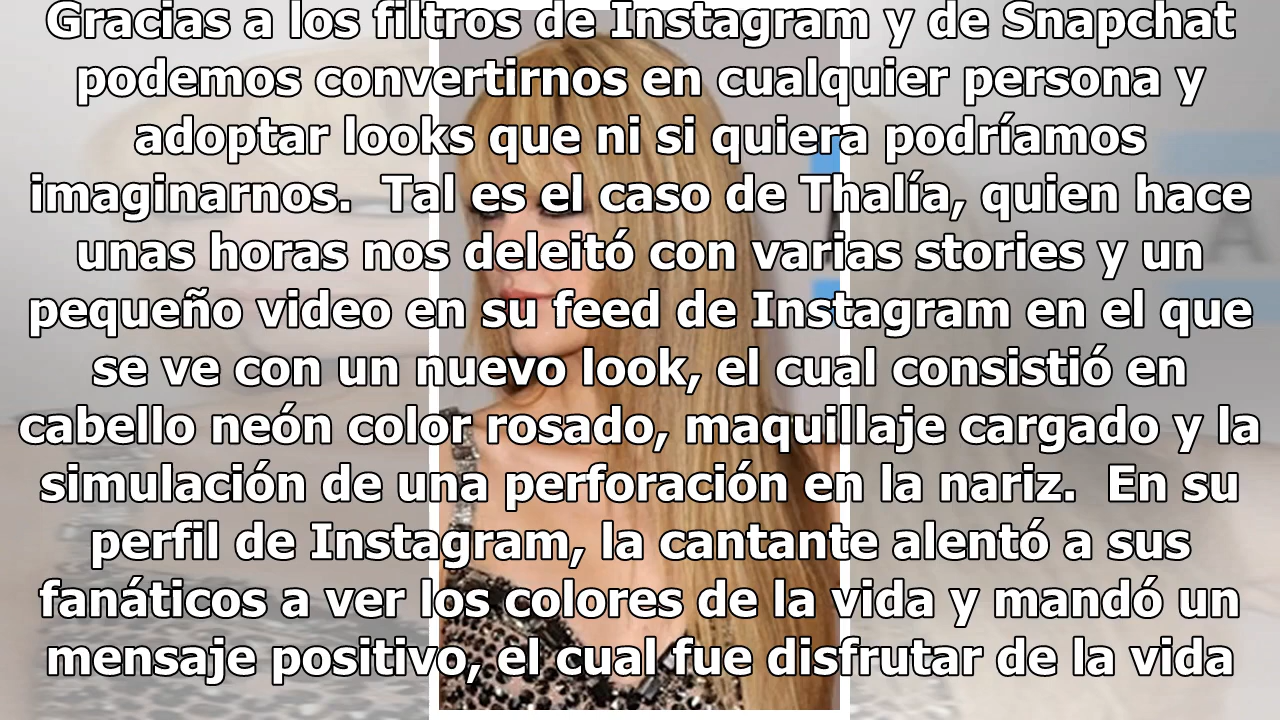 Gracias a los filtros de Instagram y de Snapchat
podemos convertirnos en cualquier persona y
adoptar looks que ni si quiera podríamos
imaginarnos.  Tal es el caso de Thalía, quien hace
unas horas nos deleitó con varias stories y un
pequeño video en su feed de Instagram en el que
se ve con un nuevo look, el cual consistió en
cabello neón color rosado, maquillaje cargado y la
simulación de una perforación en la nariz.  En su
perfil de Instagram, la cantante alentó a sus
fanáticos a ver los colores de la vida y mandó un
mensaje positivo, el cual fue disfrutar de la vida